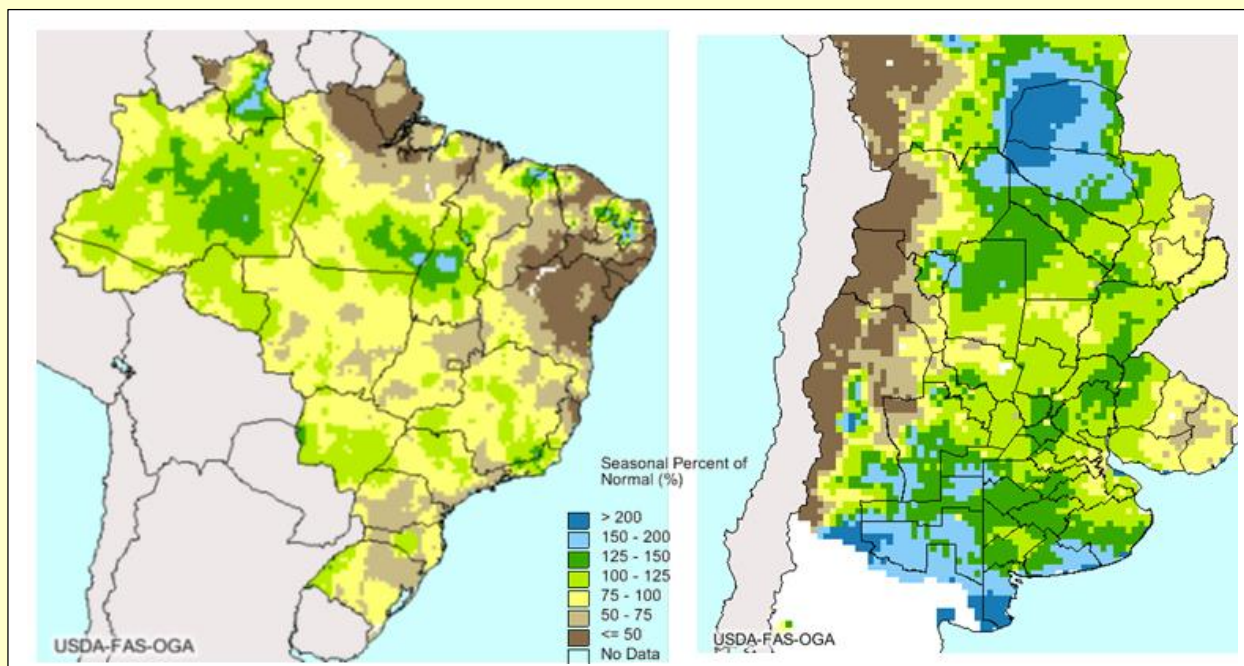 Seasonal Percent of
Normal (%)
> 200
150 - 200
125 - 150
100 - 125
75 - 100
50 - 75
<= 50
No Data
USDA-FAS-OGA
USDA-FAS-OGA